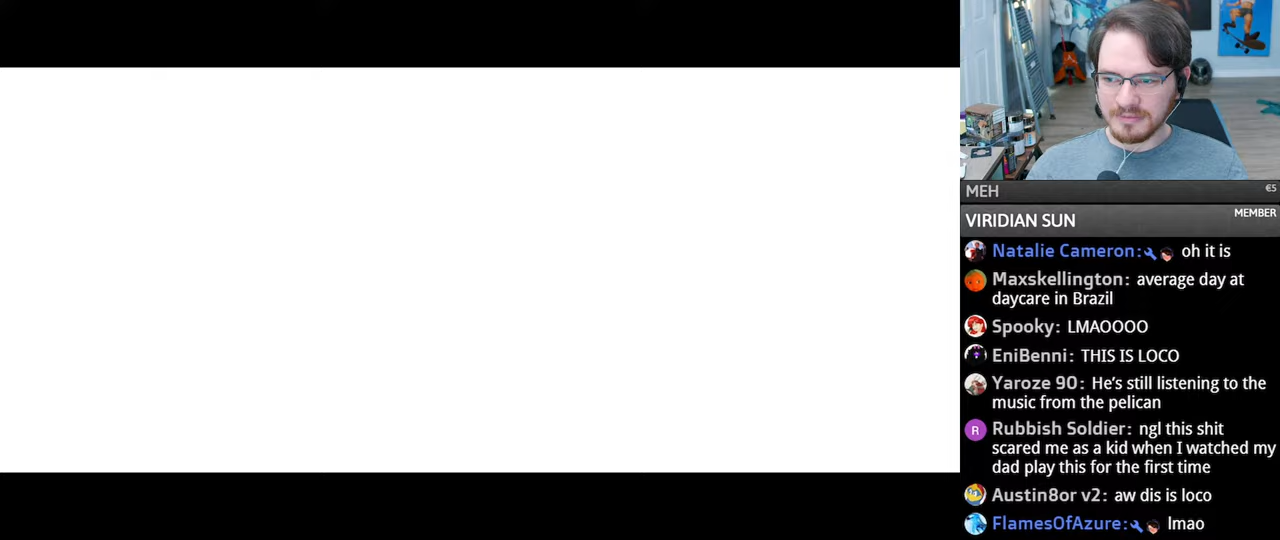 MEH €5
VIRIDIAN SUN MEMBER
Natalie Cameron: oh it is
Maxskellington: average day at
daycare in Brazil
Spooky: LMAOOOO
EniBenni: THIS IS LOCO
Yaroze 90: He's still listening to the
music from the pelican
R Rubbish Soldier: ngl this shit
scared me as a kid when I watched my
dad play this for the first time
Austin8or v2: aw dis is loco
FlamesOfAzure: lmao